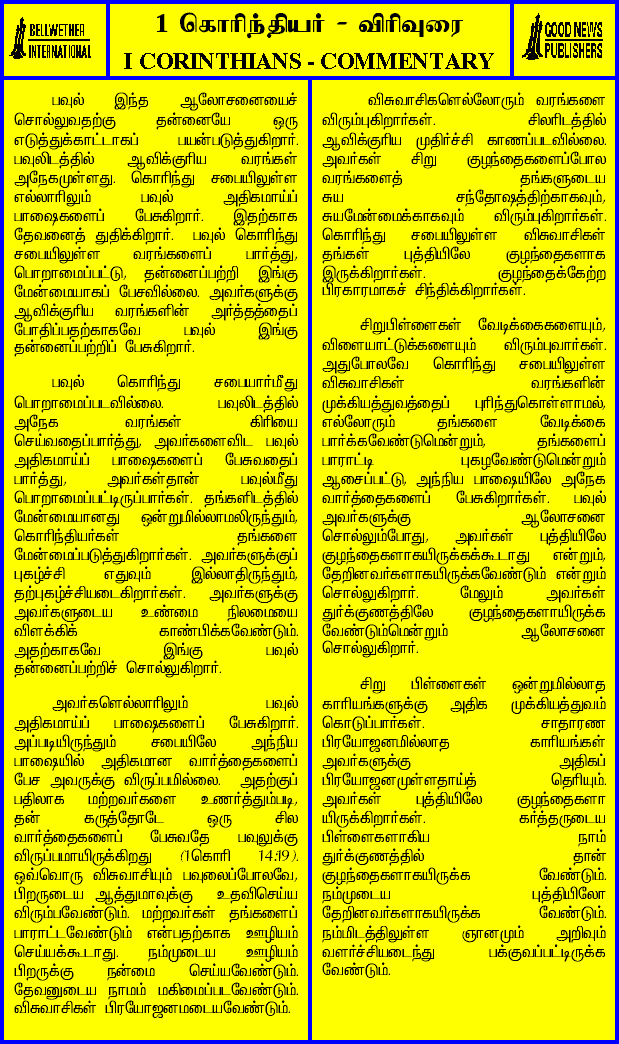 BELLWETHER
INTERNATIONAL
1 கொரிந்தியர் - விரிவுரை
I CORINTHIANS - COMMENTARY
GOOD NEWS
PUBLISHERS
பவுல் இந்த ஆலோசனையைச்
சொல்லுவதற்கு தன்னையே ஒரு
எடுத்துக்காட்டாகப் பயன்படுத்துகிறார்.
பவுலிடத்தில் ஆவிக்குரிய வரங்கள்
அநேகமுள்ளது. கொரிந்து சபையிலுள்ள
எல்லாரிலும் பவுல் அதிகமாய்ப்
பாஷைகளைப் பேசுகிறார். இதற்காக
தேவனைத் துதிக்கிறார். பவுல் கொரிந்து
சபையிலுள்ள வரங்களைப் பார்த்து,
பொறாமைப்பட்டு, தன்னைப்பற்றி இங்கு
மேன்மையாகப் பேசவில்லை. அவர்களுக்கு
ஆவிக்குரிய வரங்களின் அர்த்தத்தைப்
போதிப்பதற்காகவே பவுல் இங்கு
தன்னைப்பற்றிப் பேசுகிறார்.
பவுல் கொரிந்து சபையார்மீது
பொறாமைப்படவில்லை. பவுலிடத்தில்
அநேக வரங்கள் கிரியை
செய்வதைப்பார்த்து, அவர்களைவிட பவுல்
அதிகமாய்ப் பாஷைகளைப் பேசுவதைப்
பார்த்து, அவர்கள்தான் பவுல்மீது
பொறாமைப்பட்டிருப்பார்கள். தங்களிடத்தில்
மேன்மையானது ஒன்றுமில்லாமலிருந்தும்,
கொரிந்தியர்கள் தங்களை
மேன்மைப்படுத்துகிறார்கள். அவர்களுக்குப்
புகழ்ச்சி எதுவும் இல்லாதிருந்தும்,
தற்புகழ்ச்சியடைகிறார்கள். அவர்களுக்கு
அவர்களுடைய உண்மை நிலமையை
விளக்கிக் காண்பிக்கவேண்டும்.
அதற்காகவே இங்கு பவுல்
தன்னைப்பற்றிச் சொல்லுகிறார்.
அவர்களெல்லாரிலும் பவுல்
அதிகமாய்ப் பாஷைகளைப் பேசுகிறார்.
அப்படியிருந்தும் சபையிலே அந்நிய
பாஷையில் அதிகமான வார்த்தைகளைப்
பேச அவருக்கு விருப்பமில்லை. அதற்குப்
பதிலாக மற்றவர்களை உணர்த்தும்படி,
தன் கருத்தோடே ஒரு சில
வார்த்தைகளைப் பேசுவதே பவுலுக்கு
விருப்பமாயிருக்கிறது (1கொரி 14:19).
ஒவ்வொரு விசுவாசியும் பவுலைப்போலவே,
பிறருடைய ஆத்துமாவுக்கு உதவிசெய்ய
விரும்பவேண்டும். மற்றவர்கள் தங்களைப்
பாராட்டவேண்டும் என்பதற்காக ஊழியம்
செய்யக்கூடாது. நம்முடைய ஊழியம்
பிறருக்கு நன்மை செய்யவேண்டும்.
தேவனுடைய நாமம் மகிமைப்படவேண்டும்.
விசுவாசிகள் பிரயோஜனமடையவேண்டும்.
விசுவாசிகளெல்லோரும் வரங்களை
விரும்புகிறார்கள். சிலரிடத்தில்
ஆவிக்குரிய முதிர்ச்சி காணப்படவில்லை.
அவர்கள் சிறு குழந்தைகளைப்போல
வரங்களைத் தங்களுடைய
சுய சந்தோஷத்திற்காகவும்,
சுயமேன்மைக்காகவும் விரும்புகிறார்கள்.
கொரிந்து சபையிலுள்ள விசுவாசிகள்
தங்கள் புத்தியிலே குழந்தைகளாக
இருக்கிறார்கள். குழந்தைக்கேற்ற
பிரகாரமாகச் சிந்திக்கிறார்கள்.
சிறுபிள்ளைகள் வேடிக்கைகளையும்,
விளையாட்டுக்களையும் விரும்புவார்கள்.
அதுபோலவே கொரிந்து சபையிலுள்ள
விசுவாசிகள் வரங்களின்
முக்கியத்துவத்தைப் புரிந்துகொள்ளாமல்,
எல்லோரும் தங்களை வேடிக்கை
பார்க்கவேண்டுமென்றும், தங்களைப்
பாராட்டி புகழவேண்டுமென்றும்
ஆசைப்பட்டு, அந்நிய பாஷையிலே அநேக
வார்த்தைகளைப் பேசுகிறார்கள். பவுல்
அவர்களுக்கு ஆலோசனை
சொல்லும்போது, அவர்கள் புத்தியிலே
குழந்தைகளாகயிருக்கக்கூடாது என்றும்,
தேறினவர்களாகயிருக்கவேண்டும் என்றும்
சொல்லுகிறார். மேலும் அவர்கள்
துர்க்குணத்திலே குழந்தைகளாயிருக்க
வேண்டும்மென்றும் ஆலோசனை
சொல்லுகிறார்.
சிறு பிள்ளைகள் ஒன்றுமில்லாத
காரியங்களுக்கு அதிக முக்கியத்துவம்
கொடுப்பார்கள். சாதாரண
பிரயோஜனமில்லாத காரியங்கள்
அவர்களுக்கு அதிகப்
பிரயோஜனமுள்ளதாய்த் தெரியும்.
அவர்கள் புத்தியிலே குழந்தைகளா
யிருக்கிறார்கள். கர்த்தருடைய
பிள்ளைகளாகிய நாம்
துர்க்குணத்தில் தான்
குழந்தைகளாகயிருக்க வேண்டும்.
நம்முடைய புத்தியிலோ
தேறினவர்களாகயிருக்க வேண்டும்.
நம்மிடத்திலுள்ள ஞானமும் அறிவும்
வளர்ச்சியடைந்து பக்குவப்பட்டிருக்க
வேண்டும்.